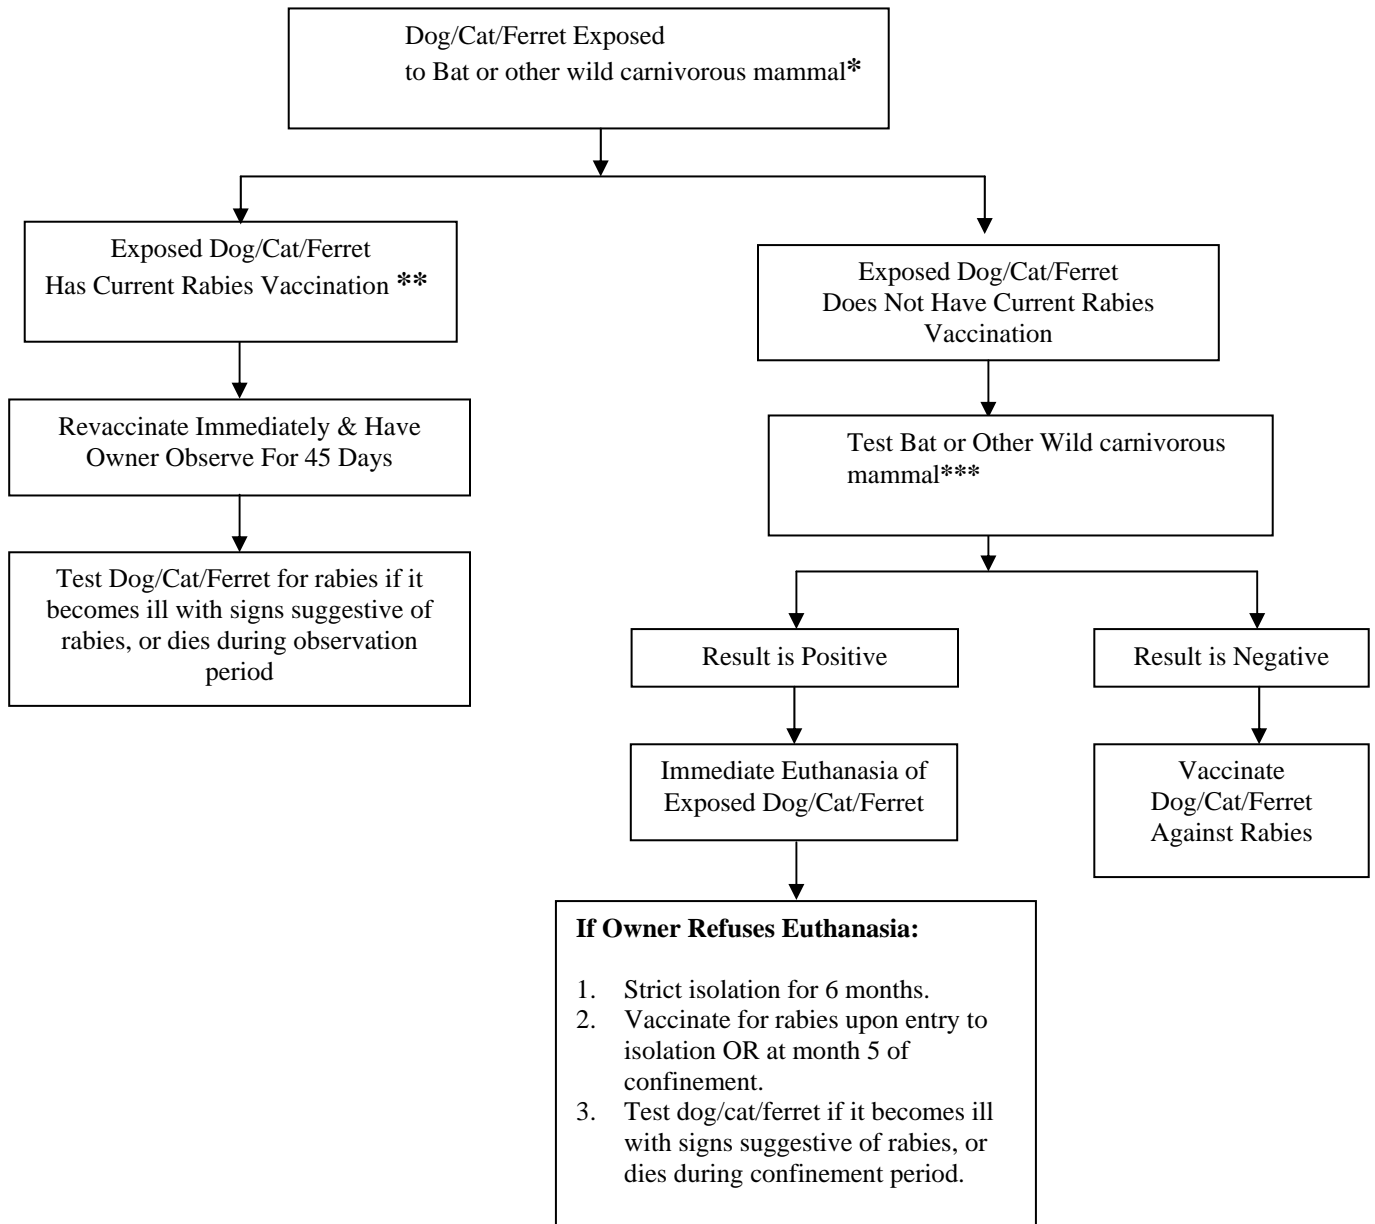 Dog/Cat/Ferret Exposed
to Bat or other wild carnivorous mammal*
Exposed Dog/Cat/Ferret
Has Current Rabies Vaccination **
Exposed Dog/Cat/Ferret
Does Not Have Current Rabies
Vaccination
Revaccinate Immediately & Have
Owner Observe For 45 Days
Test Bat or Other Wild carnivorous
mammal***
Test Dog/Cat/Ferret for rabies if it
becomes ill with signs suggestive of
rabies, or dies during observation
period
Result is Positive
Result is Negative
Immediate Euthanasia of
Exposed Dog/Cat/Ferret
Vaccinate
Dog/Cat/Ferret
Against Rabies
If Owner Refuses Euthanasia:
1. Strict isolation for 6 months.
2. Vaccinate for rabies upon entry to
isolation OR at month 5 of
confinement.
3. Test dog/cat/ferret if it becomes ill
with signs suggestive of rabies, or
dies during confinement period.